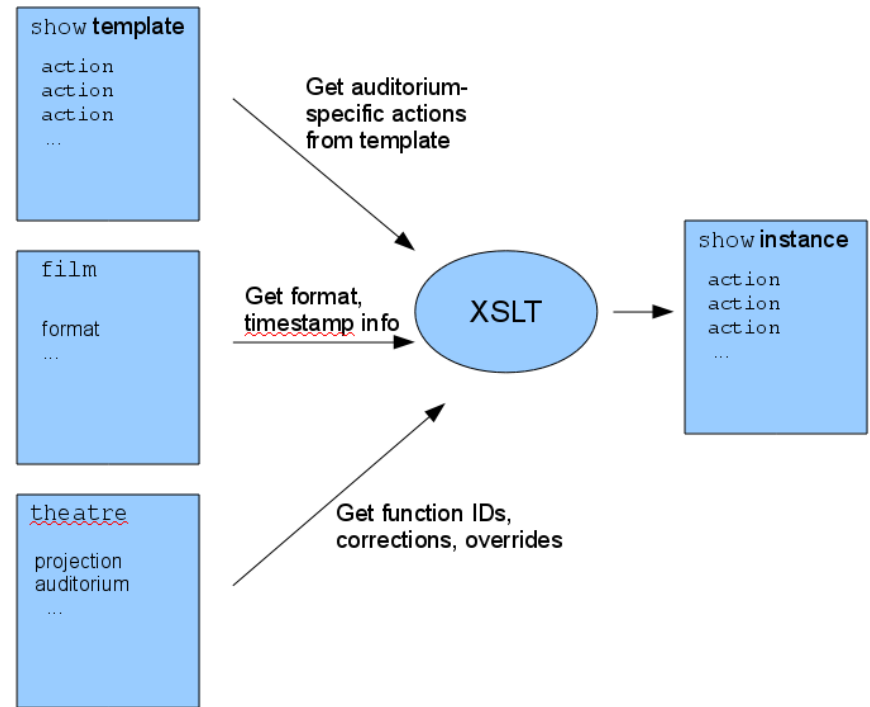 show template
action
action
action
...
Get auditorium-
specific actions
from template
film
format
...
Get format,
timestamp info
theatre
projection
auditorium
...
Get function IDs,
corrections, overrides
XSLT
show instance
action
action
action
...